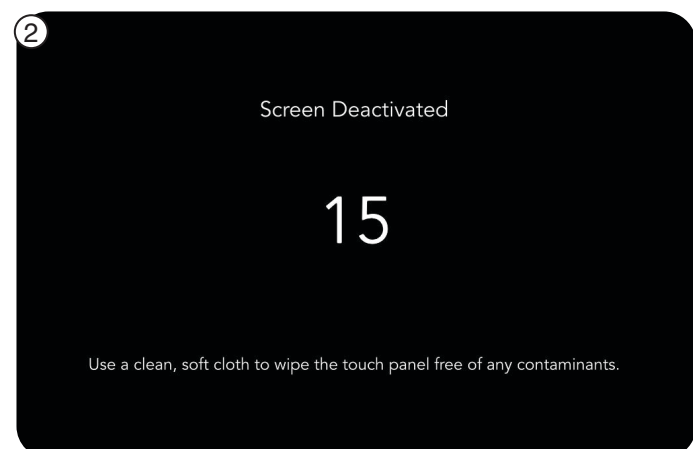 2
Screen Deactivated
15
Use a clean, soft cloth to wipe the touch panel free of any contaminants.